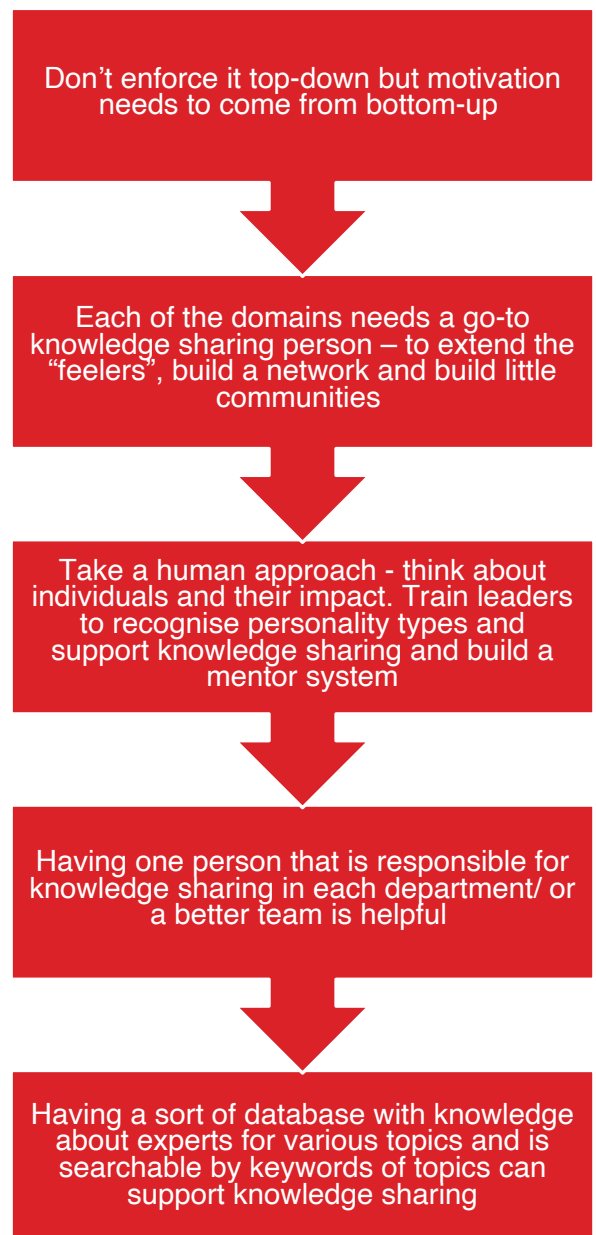 Don’t enforce it top-down but motivation
needs to come from bottom-up
Each of the domains needs a go-to
knowledge sharing person – to extend the
“feelers”, build a network and build little
communities
Take a human approach - think about
individuals and their impact. Train leaders
to recognise personality types and
support knowledge sharing and build a
mentor system
Having one person that is responsible for
knowledge sharing in each department/ or
a better team is helpful
Having a sort of database with knowledge
about experts for various topics and is
searchable by keywords of topics can
support knowledge sharing